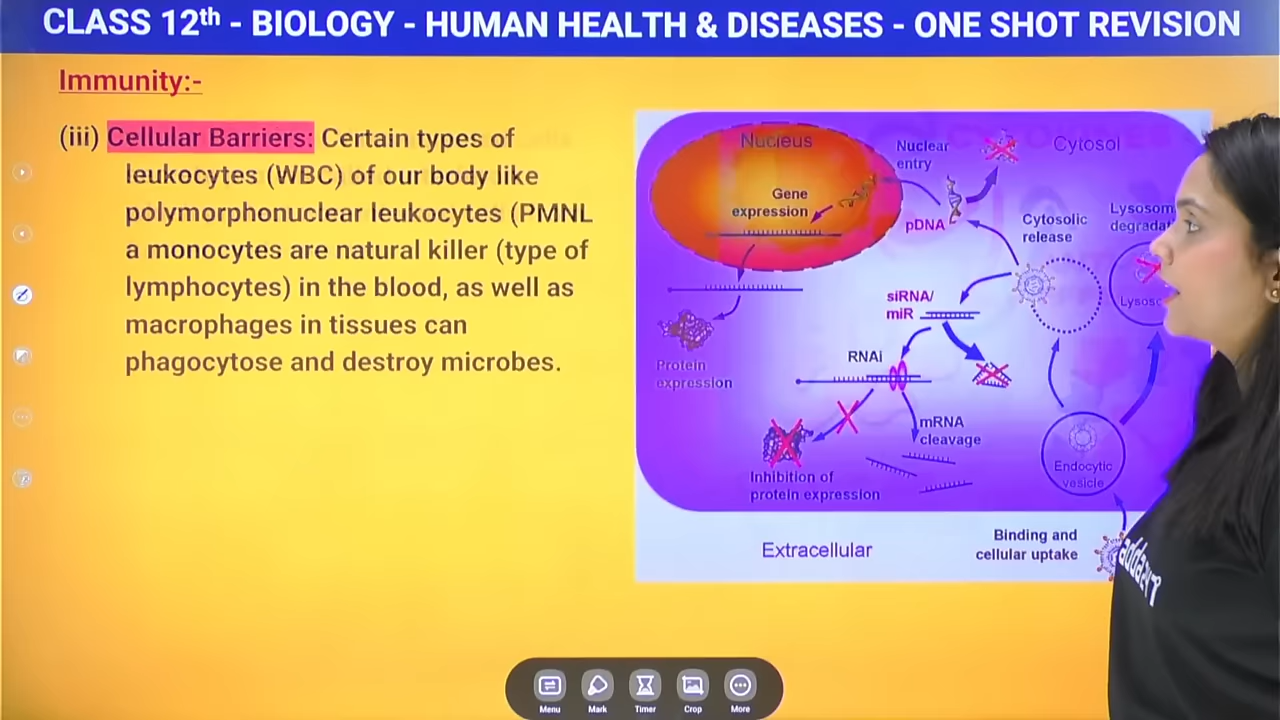 CLASS 12th - BIOLOGY - HUMAN HEALTH & DISEASES - ONE SHOT REVISION
Immunity:-
(iii) Cellular Barriers: Certain types of
leukocytes (WBC) of our body like
polymorphonuclear leukocytes (PMNL
a monocytes are natural killer (type of
lymphocytes) in the blood, as well as
macrophages in tissues can
phagocytose and destroy microbes.
Nucleus
Nuclear
entry
Cytosol
Gene
expression
pDNA
Cytosolic
release
Lysosom
degradat
Lysoso
siRNA/
miR
RNAi
Protein
expression
mRNA
cleavage
Inhibition of
protein expression
Endocytic
vesicle
Extracellular
Binding and
cellular uptake
adda247
Menu
Mark
Timer
Crop
More